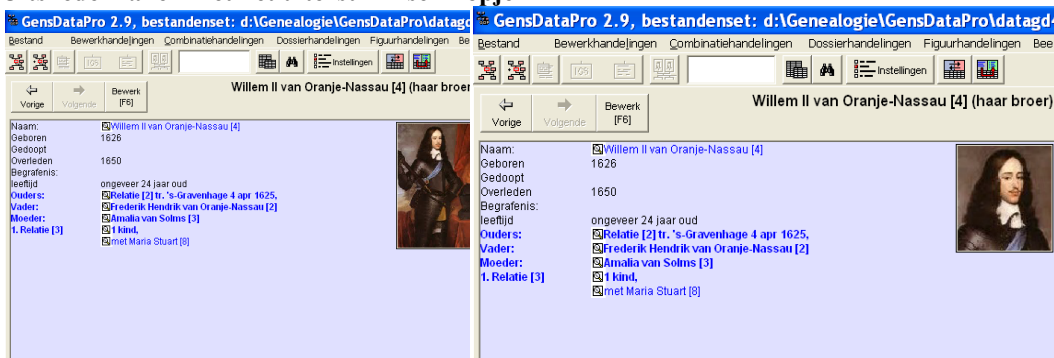 GensDataPro 2.9, bestandenset: d:\Genealogie\GensDataPro\datagd
Bestand Bewerkhandelingen Combinatiehandelingen Dossierhandelingen Figuurhandelingen Be
Instellingen
Vorige Volgende Bewerk [F6]
Willem II van Oranje-Nassau [4] (haar broer
Naam: Willem II van Oranje-Nassau [4]
Geboren 1626
Gedoopt
Overleden 1650
Begrafenis:
leeftijd ongeveer 24 jaar oud
Ouders: Relatie [2] tr. 's-Gravenhage 4 apr 1625,
Vader: Frederik Hendrik van Oranje-Nassau [2]
Moeder: Amalia van Solms [3]
1. Relatie [3] 1 kind,
met Maria Stuart [8]
GensDataPro 2.9, bestandenset: d:\Genealogie\GensDataPro\datagd
Bestand Bewerkhandelingen Combinatiehandelingen Dossierhandelingen Figuurhandelingen Bee
Instellingen
Vorige Volgende Bewerk [F6]
Willem II van Oranje-Nassau [4] (haar broer)
Naam: Willem II van Oranje-Nassau [4]
Geboren 1626
Gedoopt
Overleden 1650
Begrafenis:
leeftijd ongeveer 24 jaar oud
Ouders: Relatie [2] tr. 's-Gravenhage 4 apr 1625,
Vader: Frederik Hendrik van Oranje-Nassau [2]
Moeder: Amalia van Solms [3]
1. Relatie [3] 1 kind,
met Maria Stuart [8]